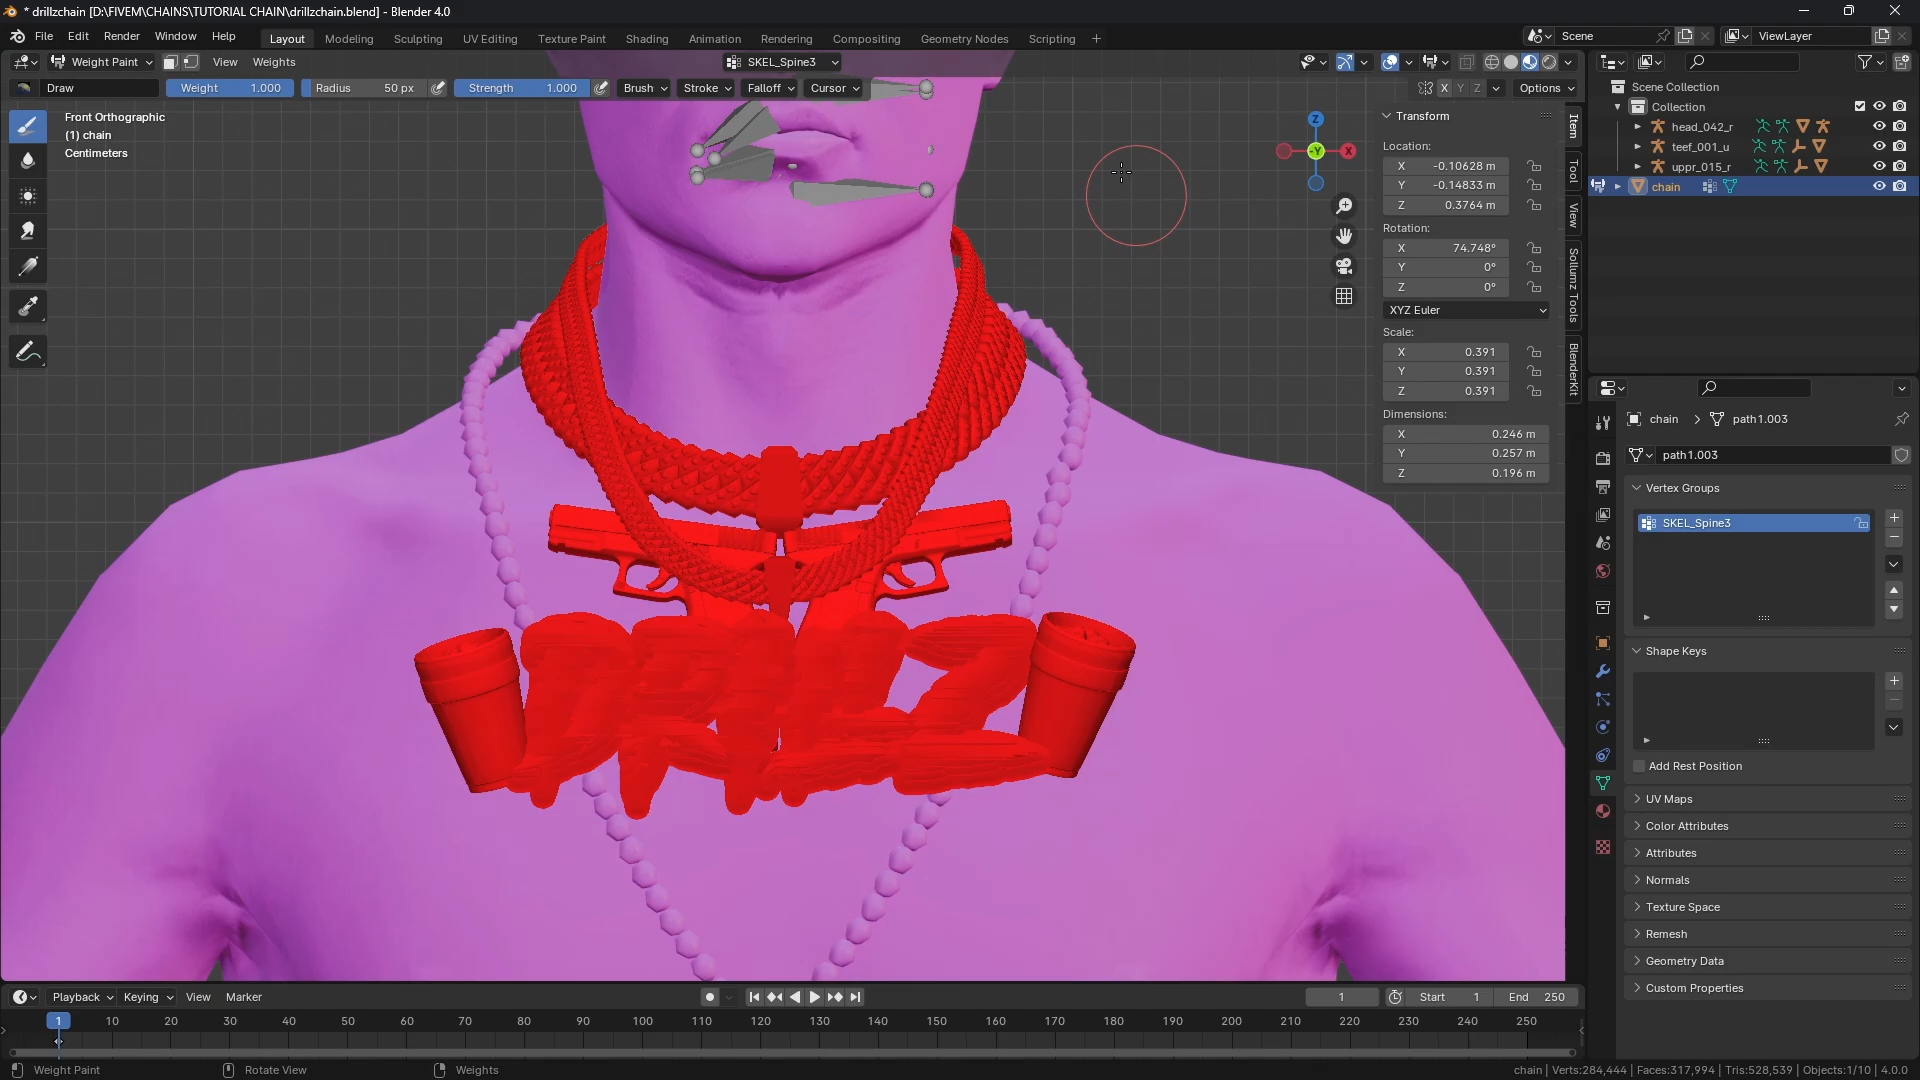 * drillzchain [D:\FIVEM\CHAINS\TUTORIAL CHAIN\drillzchain.blend] - Blender 4.0
File Edit Render Window Help Layout Modeling Sculpting UV Editing Texture Paint Shading Animation Rendering Compositing Geometry Nodes Scripting + Scene ViewLayer
Weight Paint View Weights SKEL_Spine3
Draw Weight 1.000 Radius 50 px Strength 1.000 Brush Stroke Falloff Cursor X Y Z Options
Front Orthographic
(1) chain
Centimeters
Z
-Y
X
Transform
Location:
X -0.10628 m
Y -0.14833 m
Z 0.3764 m
Rotation:
X 74.748°
Y 0°
Z 0°
XYZ Euler
Scale:
X 0.391
Y 0.391
Z 0.391
Dimensions:
X 0.246 m
Y 0.257 m
Z 0.196 m
Item
Tool
View
Sollumz Tools
BlenderKit
Scene Collection
Collection
head_042_r
teef_001_u
uppr_015_r
chain
chain > path1.003
path1.003
Vertex Groups
SKEL_Spine3
Shape Keys
Add Rest Position
UV Maps
Color Attributes
Attributes
Normals
Texture Space
Remesh
Geometry Data
Custom Properties
Playback Keying View Marker 1 Start 1 End 250
1 10 20 30 40 50 60 70 80 90 100 110 120 130 140 150 160 170 180 190 200 210 220 230 240 250
Weight Paint Rotate View Weights chain | Verts:284,444 | Faces:317,994 | Tris:528,539 | Objects:1/10 | 4.0.0